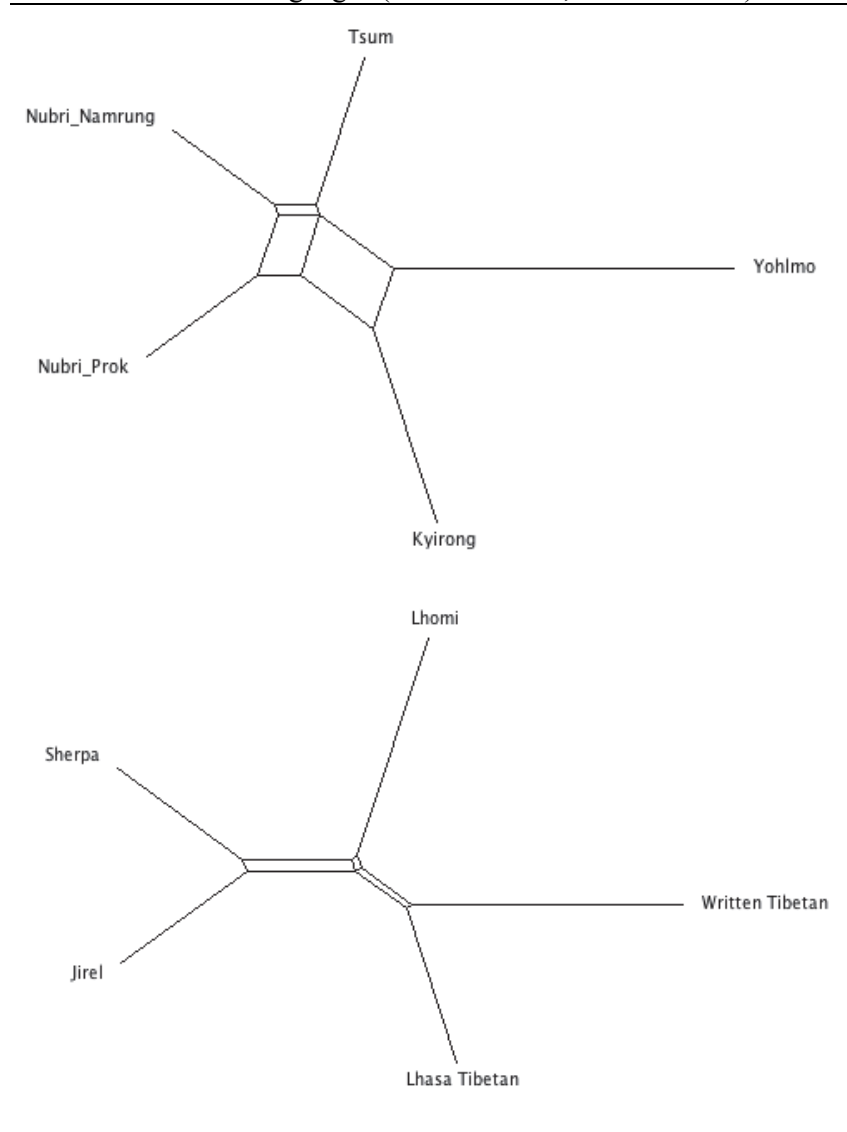 Tsum
Nubri_Namrung
Yohlmo
Nubri_Prok
Kyirong
Lhomi
Sherpa
Written Tibetan
Jirel
Lhasa Tibetan